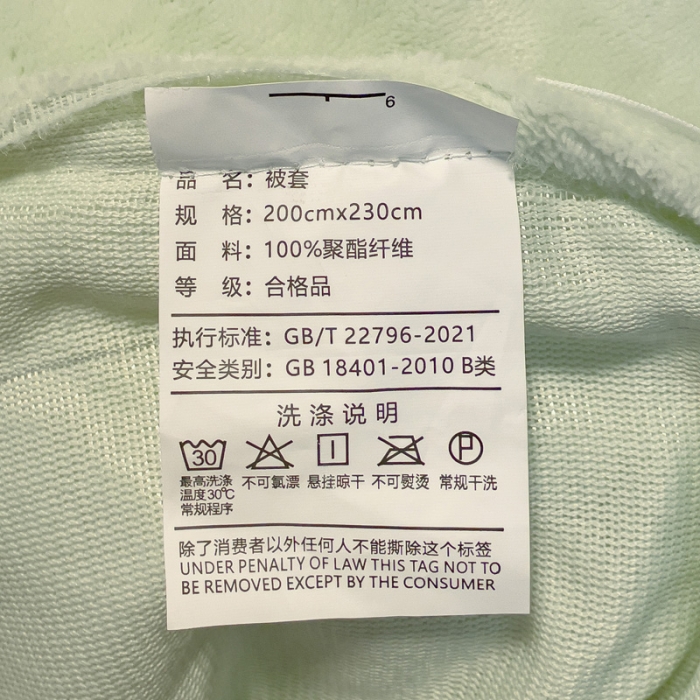 6
品 名：被套
规 格：200cmx230cm
面 料：100%聚酯纤维
等 级：合格品
执行标准：GB/T 22796-2021
安全类别：GB 18401-2010 B类
洗涤说明
30
P
最高洗涤 不可氯漂 悬挂晾干 不可熨烫 常规干洗
温度30℃
常规程序
除了消费者以外任何人不能撕除这个标签
UNDER PENALTY OF LAW THIS TAG NOT TO
BE REMOVED EXCEPT BY THE CONSUMER